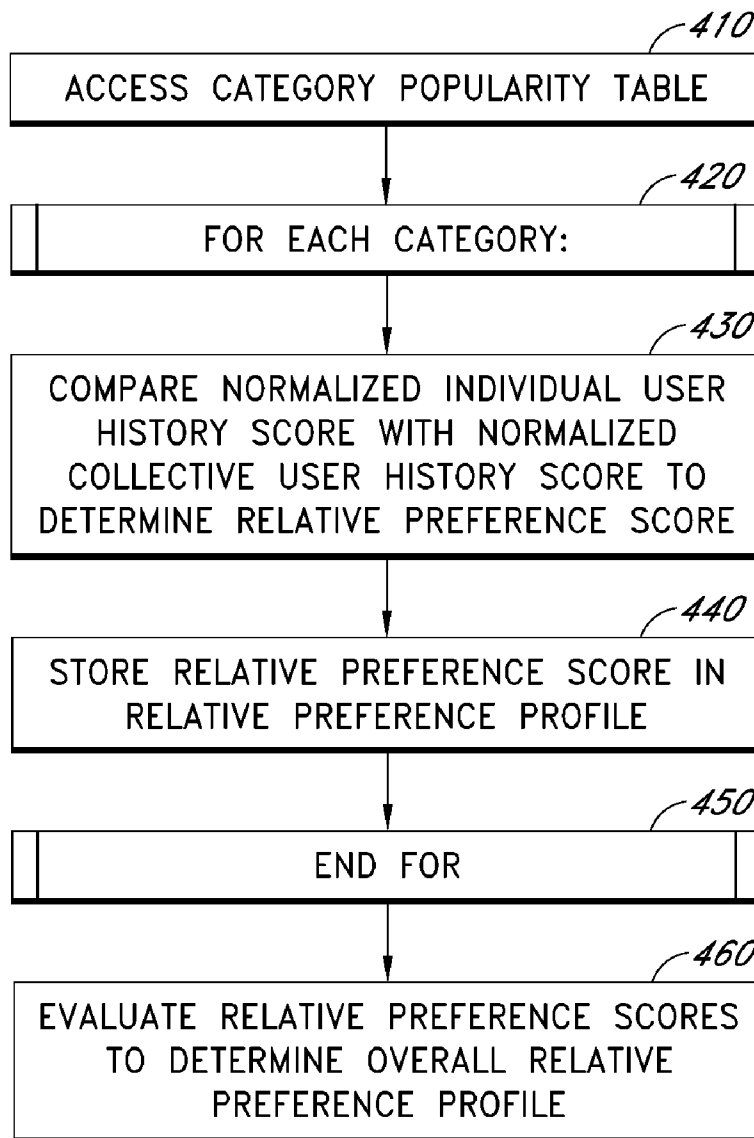 410
ACCESS CATEGORY POPULARITY TABLE
420
FOR EACH CATEGORY:
430
COMPARE NORMALIZED INDIVIDUAL USER
HISTORY SCORE WITH NORMALIZED
COLLECTIVE USER HISTORY SCORE TO
DETERMINE RELATIVE PREFERENCE SCORE
440
STORE RELATIVE PREFERENCE SCORE IN
RELATIVE PREFERENCE PROFILE
450
END FOR
460
EVALUATE RELATIVE PREFERENCE SCORES
TO DETERMINE OVERALL RELATIVE
PREFERENCE PROFILE